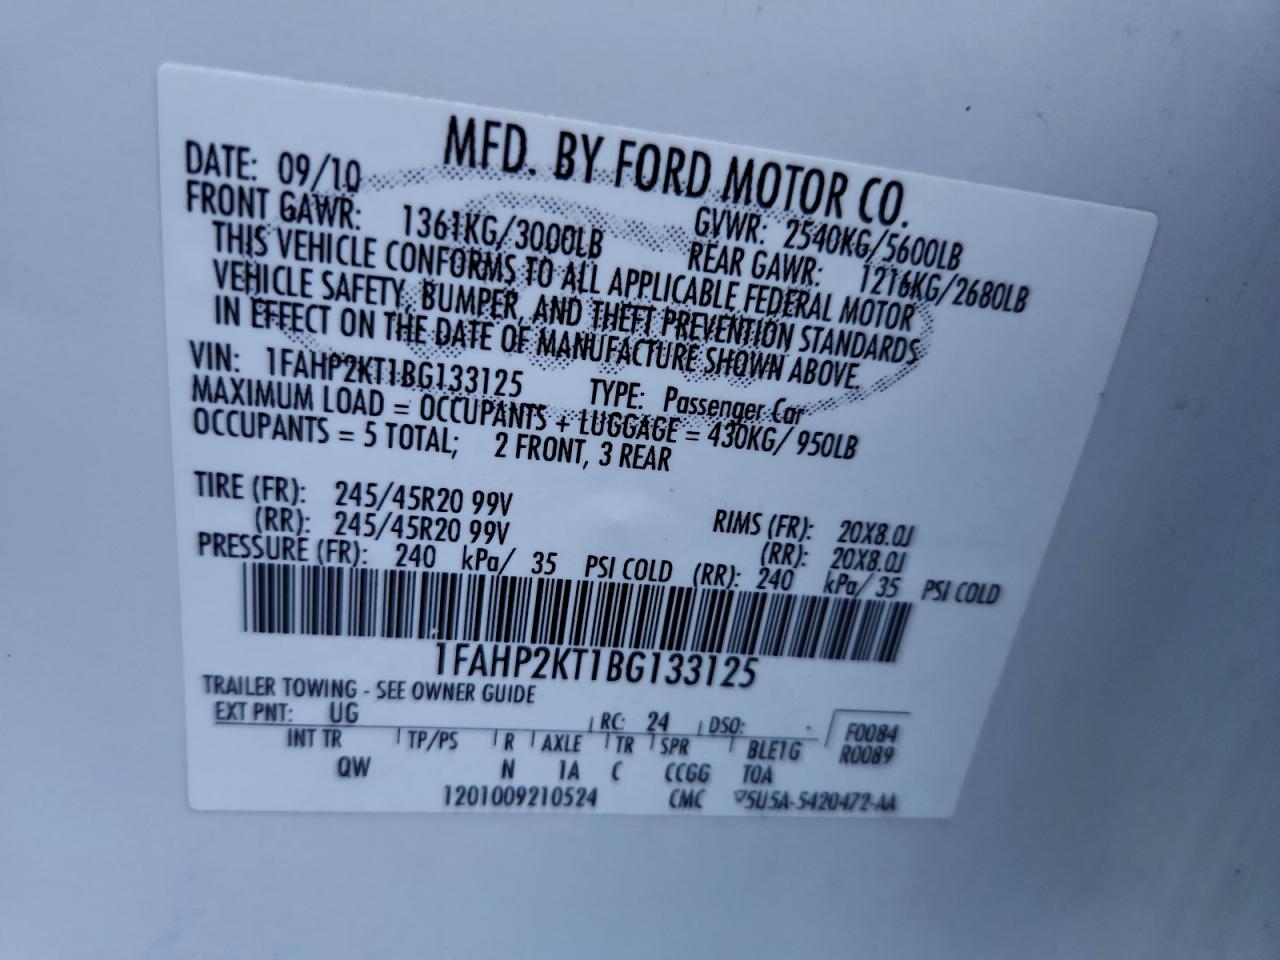 MFD. BY FORD MOTOR CO.
DATE: 09/10 GVWR: 2540KG/5600LB
FRONT GAWR: 1361KG/3000LB REAR GAWR: 1216KG/2680LB
THIS VEHICLE CONFORMS TO ALL APPLICABLE FEDERAL MOTOR
VEHICLE SAFETY, BUMPER, AND THEFT PREVENTION STANDARDS
IN EFFECT ON THE DATE OF MANUFACTURE SHOWN ABOVE.
VIN: 1FAHP2KT1BG133125 TYPE: Passenger Car
MAXIMUM LOAD = OCCUPANTS + LUGGAGE = 430KG/ 950LB
OCCUPANTS = 5 TOTAL; 2 FRONT, 3 REAR
TIRE (FR): 245/45R20 99V RIMS (FR): 20X8.0J
(RR): 245/45R20 99V (RR): 20X8.0J
PRESSURE (FR): 240 kPa/ 35 PSI COLD (RR): 240 kPa/ 35 PSI COLD
1FAHP2KT1BG133125
TRAILER TOWING - SEE OWNER GUIDE
EXT PNT: UG RC: 24 DSO: F0084
INT TR TP/PS R AXLE TR SPR BLE1G R0089
QW N 1A C CCGG TOA
1201009210524 CMC 5U5A-5420472-AA